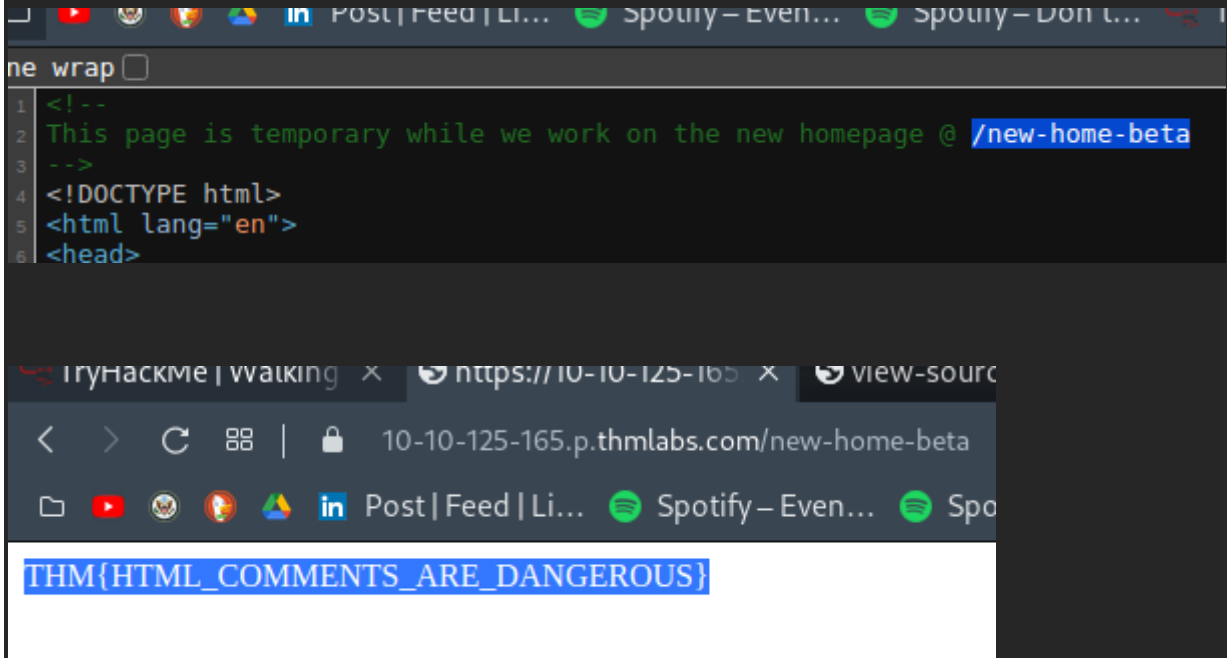 in Post | Feed | Li... Spotify – Even... Spotify – Don't...
ne wrap
1 <!--
2 This page is temporary while we work on the new homepage @ /new-home-beta
3 -->
4 <!DOCTYPE html>
5 <html lang="en">
6 <head>
TryHackMe | Walking × https://10-10-125-165 × view-sourc
10-10-125-165.p.thmlabs.com/new-home-beta
in Post | Feed | Li... Spotify – Even... Spo
THM{HTML_COMMENTS_ARE_DANGEROUS}